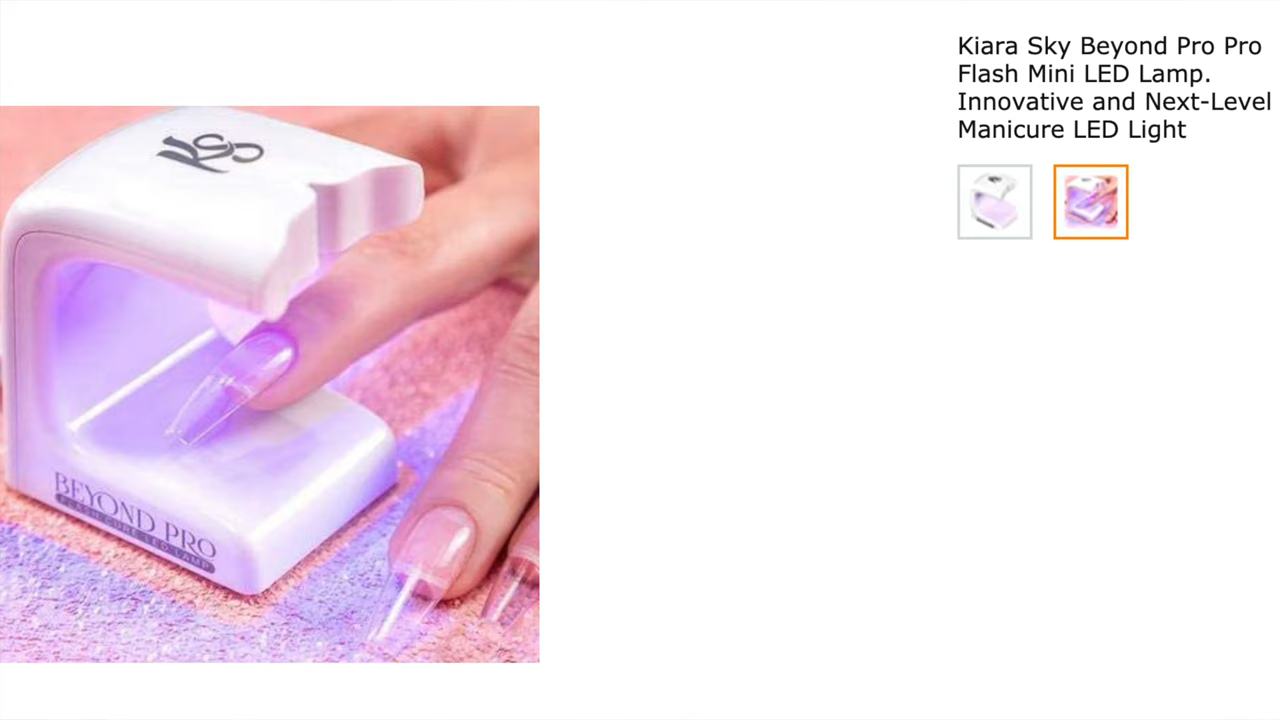 Kiara Sky Beyond Pro Pro
Flash Mini LED Lamp.
Innovative and Next-Level
Manicure LED Light
KS
BEYOND PRO
FLASH CURE LED LAMP